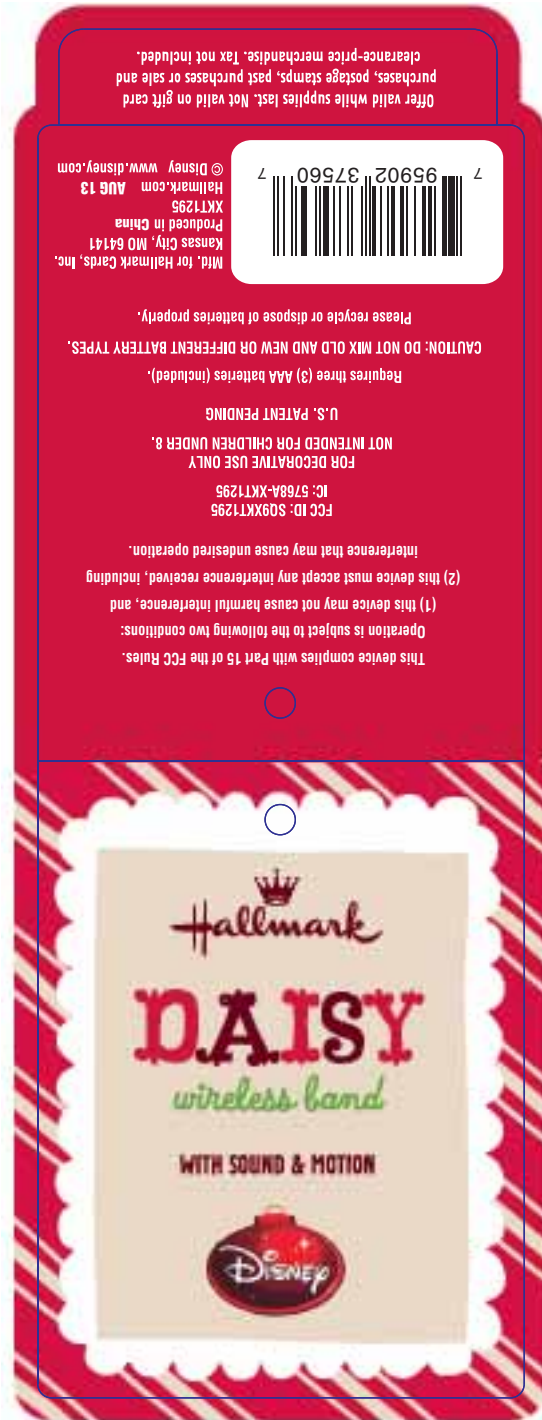 Hallmark
DAISY
wireless band
WITH SOUND & MOTION
Disney
This device complies with Part 15 of the FCC Rules.
Operation is subject to the following two conditions:
(1) this device may not cause harmful interference, and
(2) this device must accept any interference received, including
interference that may cause undesired operation.
FCC ID: SQ9XKT1295
IC: 5768A-XKT1295
FOR DECORATIVE USE ONLY
NOT INTENDED FOR CHILDREN UNDER 8.
U.S. PATENT PENDING
Requires three (3) AAA batteries (included).
CAUTION: DO NOT MIX OLD AND NEW OR DIFFERENT BATTERY TYPES.
Please recycle or dispose of batteries properly.
7 95902 37560 7
Mfd. for Hallmark Cards, Inc.
Kansas City, MO 64141
Produced in China
XKT1295
Hallmark.com AUG 13
© Disney www.disney.com
Offer valid while supplies last. Not valid on gift card
purchases, postage stamps, past purchases or sale and
clearance-price merchandise. Tax not included.